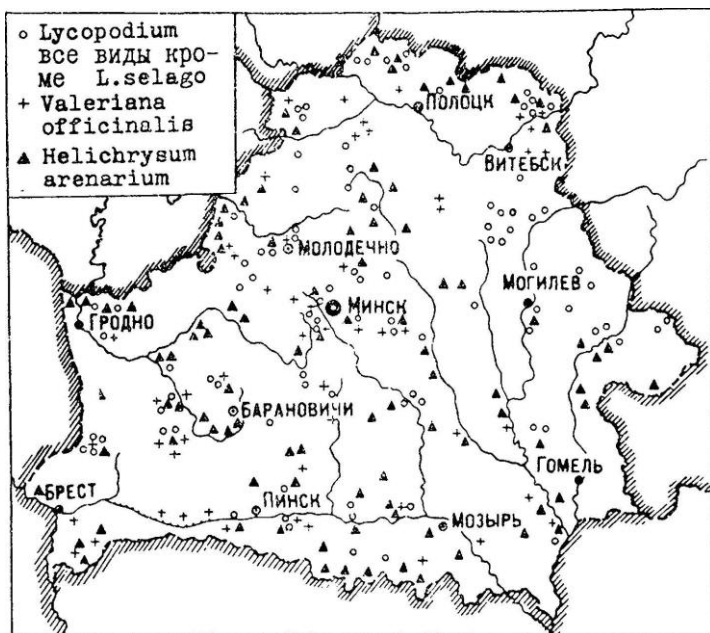 ○ Lycopodium
все виды кро-
ме L.selago
+ Valeriana
officinalis
▲ Helichrysum
arenarium
ПОЛОЦК
ВИТЕБСК
МОЛОДЕЧНО
МОГИЛЕВ
МИНСК
ГРОДНО
БАРАНОВИЧИ
ГОМЕЛЬ
БРЕСТ
ПИНСК
МОЗЫРЬ